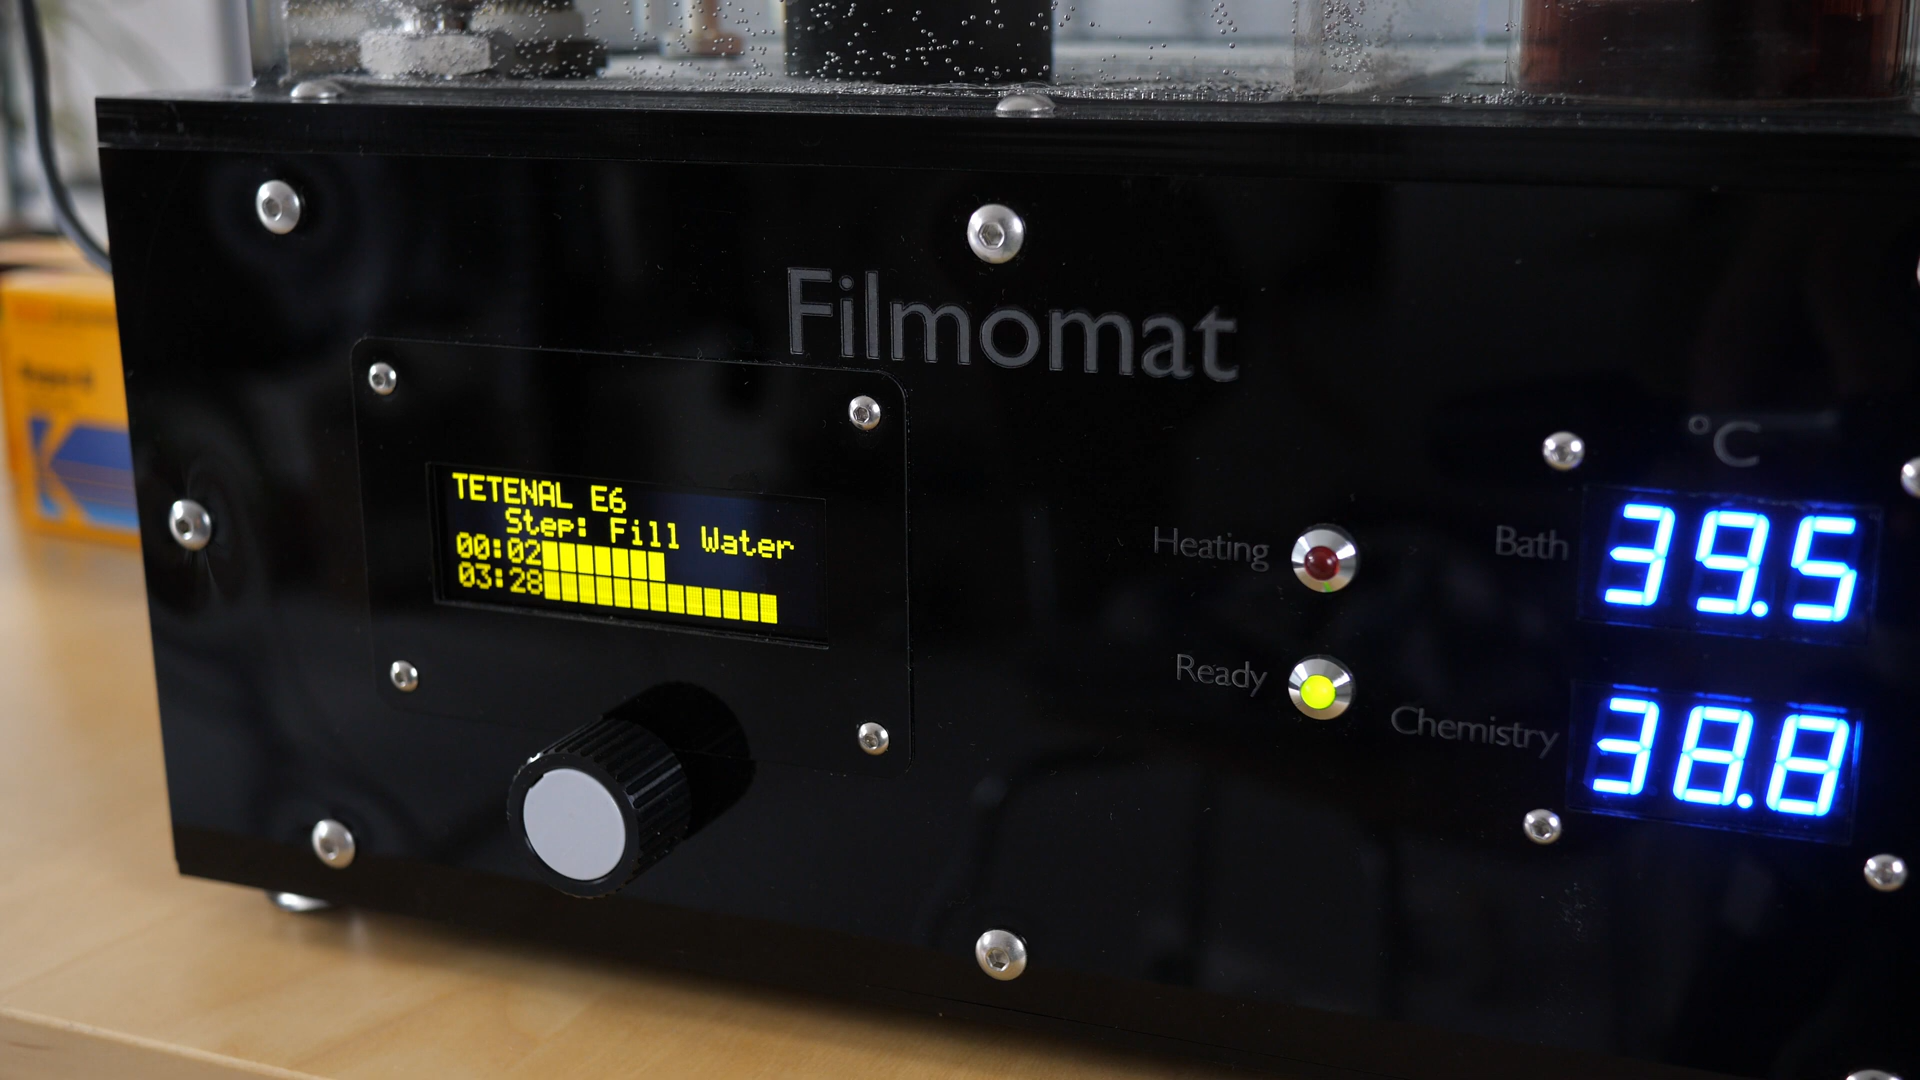 Filmomat
TETENAL E6
Step: Fill Water
00:02
03:28
°C
Heating
Bath
39.5
Ready
Chemistry
38.8
K